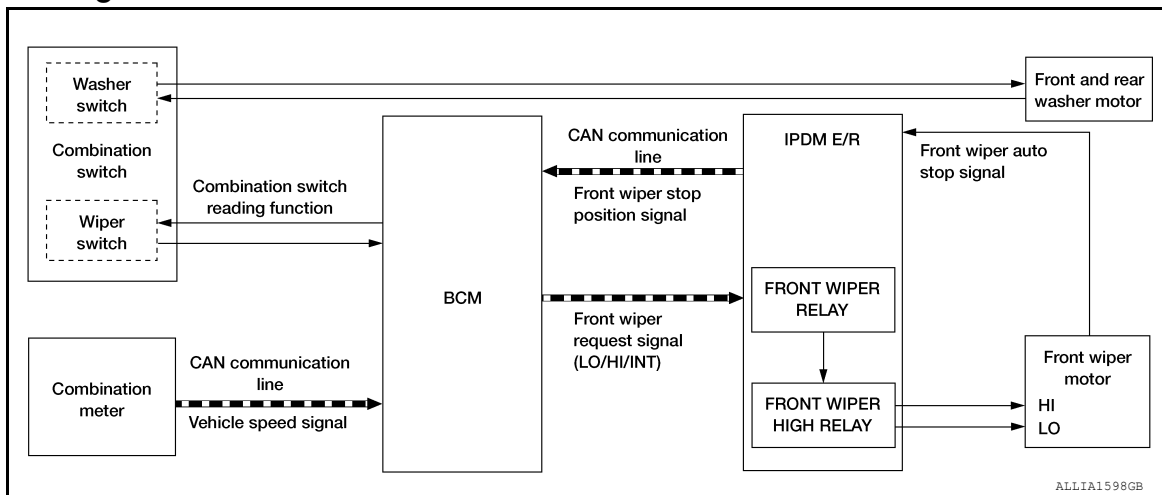 Washer
switch
Combination
switch
Wiper
switch
Combination switch
reading function
Combination
meter
CAN communication
line
Vehicle speed signal
BCM
CAN communication
line
Front wiper stop
position signal
Front wiper
request signal
(LO/HI/INT)
IPDM E/R
FRONT WIPER
RELAY
FRONT WIPER
HIGH RELAY
Front and rear
washer motor
Front wiper auto
stop signal
Front wiper
motor
HI
LO
ALLIA1598GB